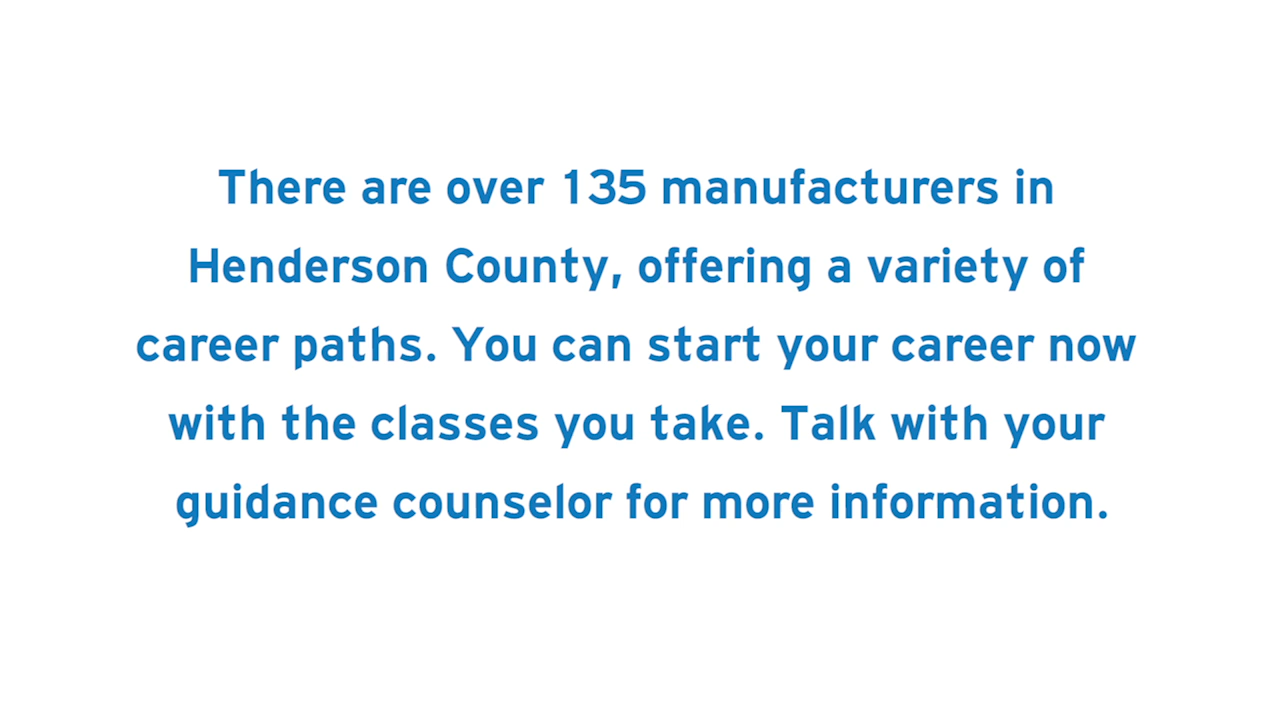 There are over 135 manufacturers in
Henderson County, offering a variety of
career paths. You can start your career now
with the classes you take. Talk with your
guidance counselor for more information.